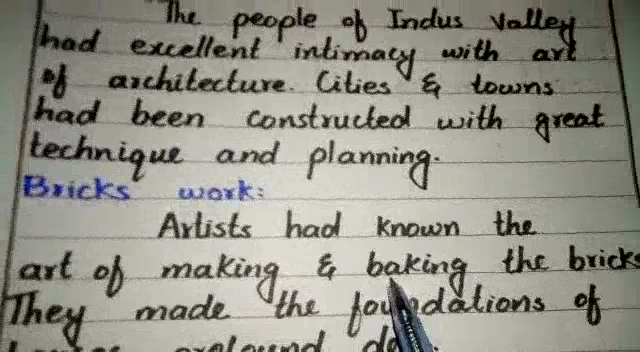 The people of Indus Valley
had excellent intimacy with art
of architecture. Cities & towns
had been constructed with great
technique and planning.
Bricks work:
Artists had known the
art of making & baking the bricks
They made the foundations of
profound